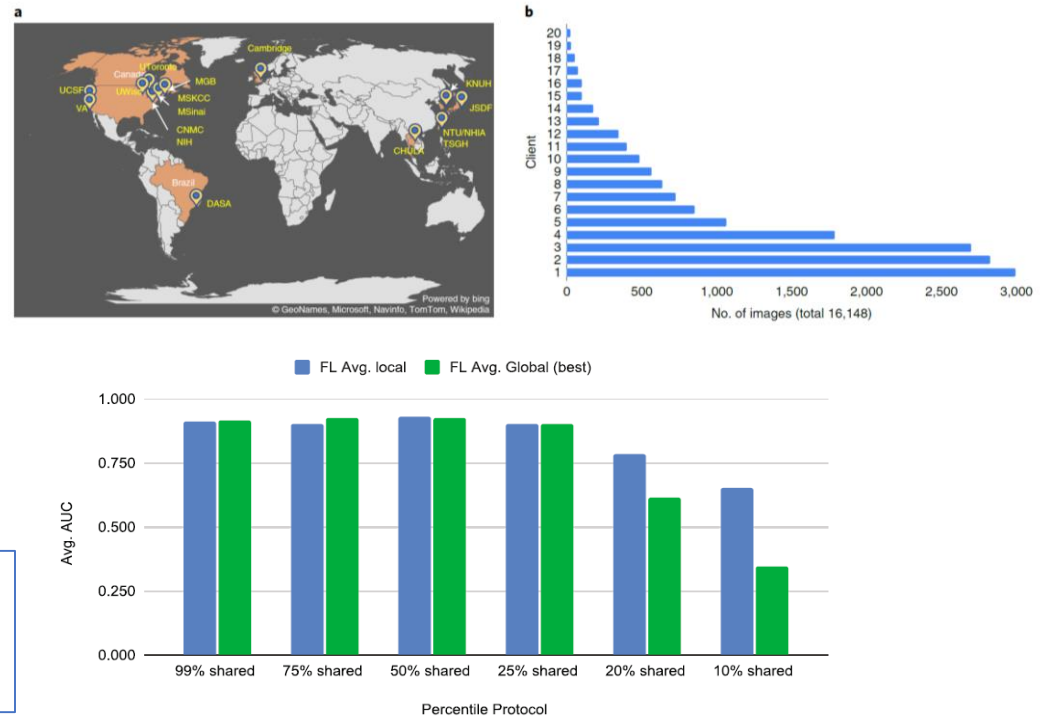 a
Cambridge
UToronto
Canada
MGB
UCSF
UWisc
MSKCC
VA
MSinai
CNMC
NIH
KNUH
JSDF
NTU/NHIA
TSGH
CHULA
Brazil
DASA
Powered by bing
© GeoNames, Microsoft, Navinfo, TomTom, Wikipedia
b
Client
20
19
18
17
16
15
14
13
12
11
10
9
8
7
6
5
4
3
2
1
0 500 1,000 1,500 2,000 2,500 3,000
No. of images (total 16,148)
FL Avg. local FL Avg. Global (best)
Avg. AUC
1.000
0.750
0.500
0.250
0.000
99% shared 75% shared 50% shared 25% shared 20% shared 10% shared
Percentile Protocol